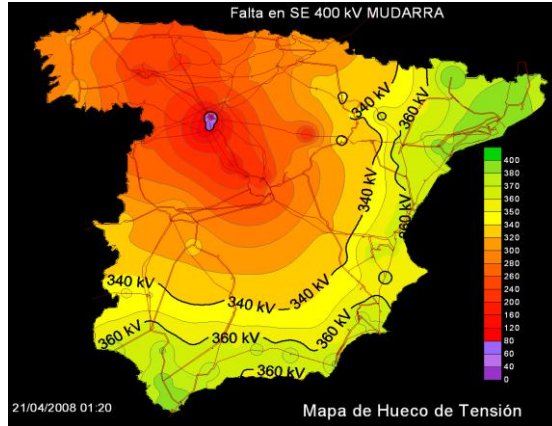 Falta en SE 400 kV MUDARRA
340 kV
360 kV
340 kV
360 kV
340 kV
340 kV
340 kV
360 kV
360 kV
360 kV
360 kV
400
380
370
360
350
340
330
320
310
300
280
260
240
200
160
120
80
60
40
0
21/04/2008 01:20
Mapa de Hueco de Tensión